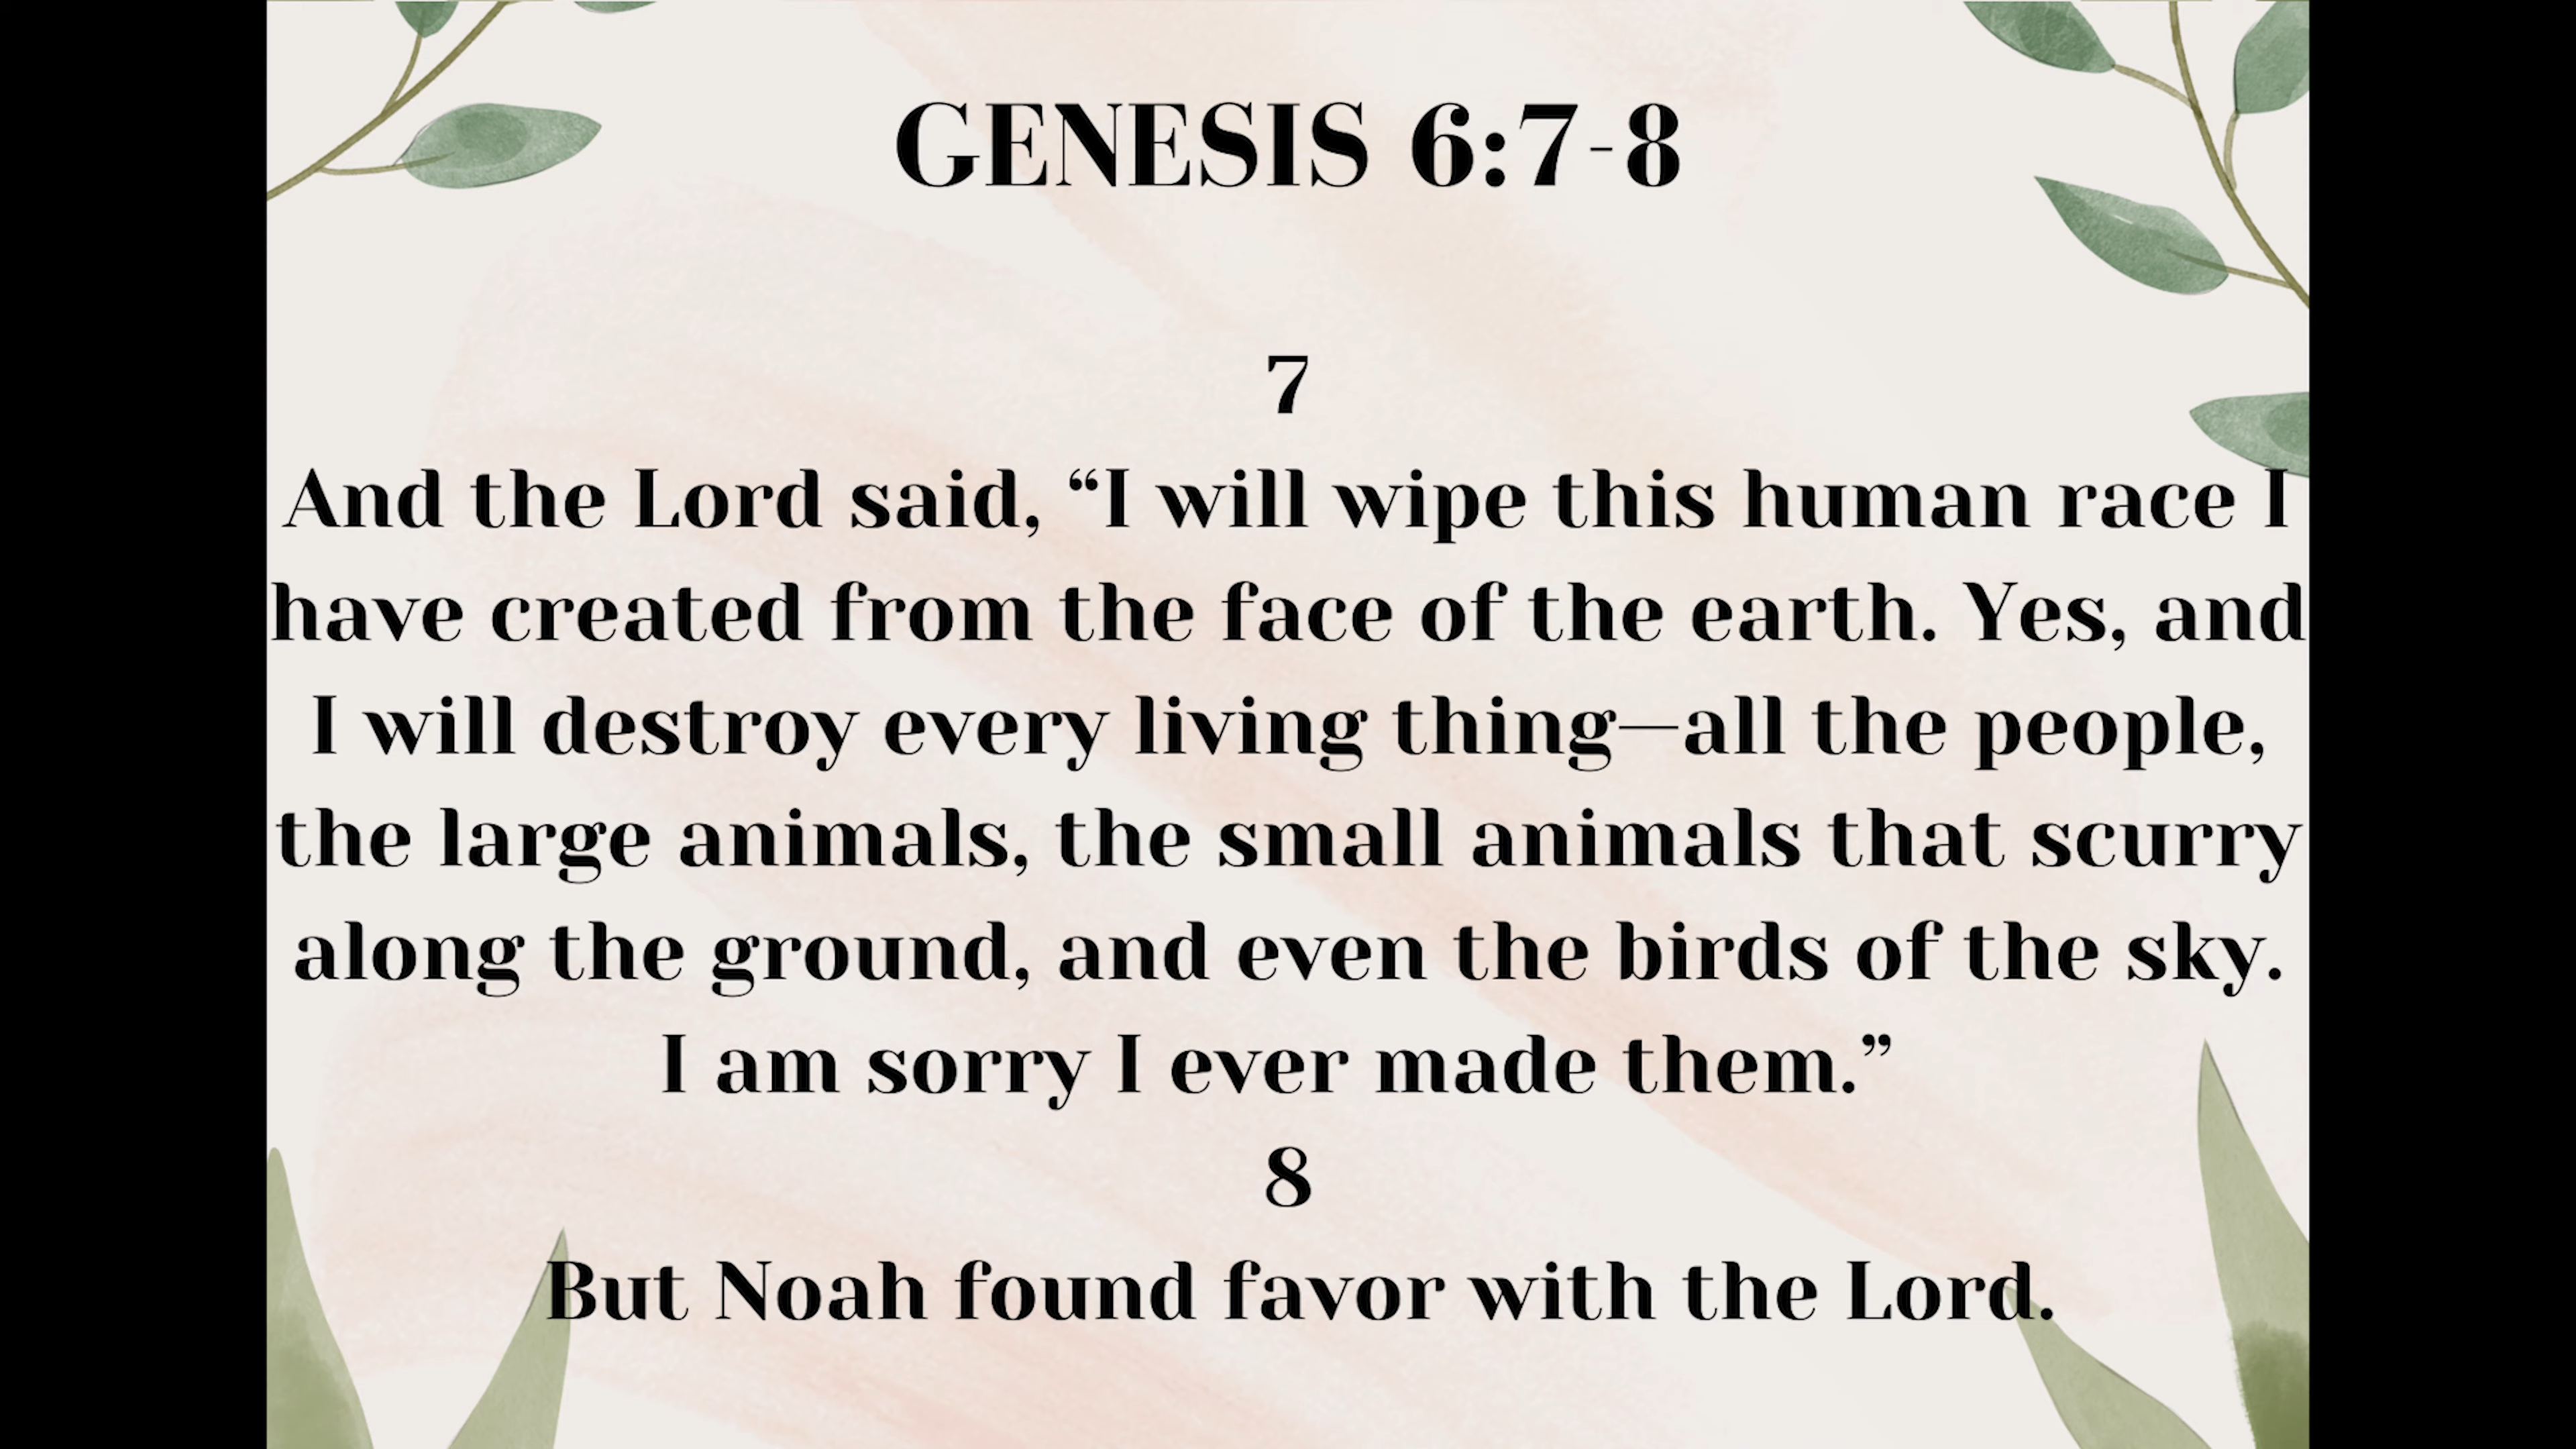 GENESIS 6:7-8
7
And the Lord said, “I will wipe this human race I
have created from the face of the earth. Yes, and
I will destroy every living thing—all the people,
the large animals, the small animals that scurry
along the ground, and even the birds of the sky.
I am sorry I ever made them.”
8
But Noah found favor with the Lord.